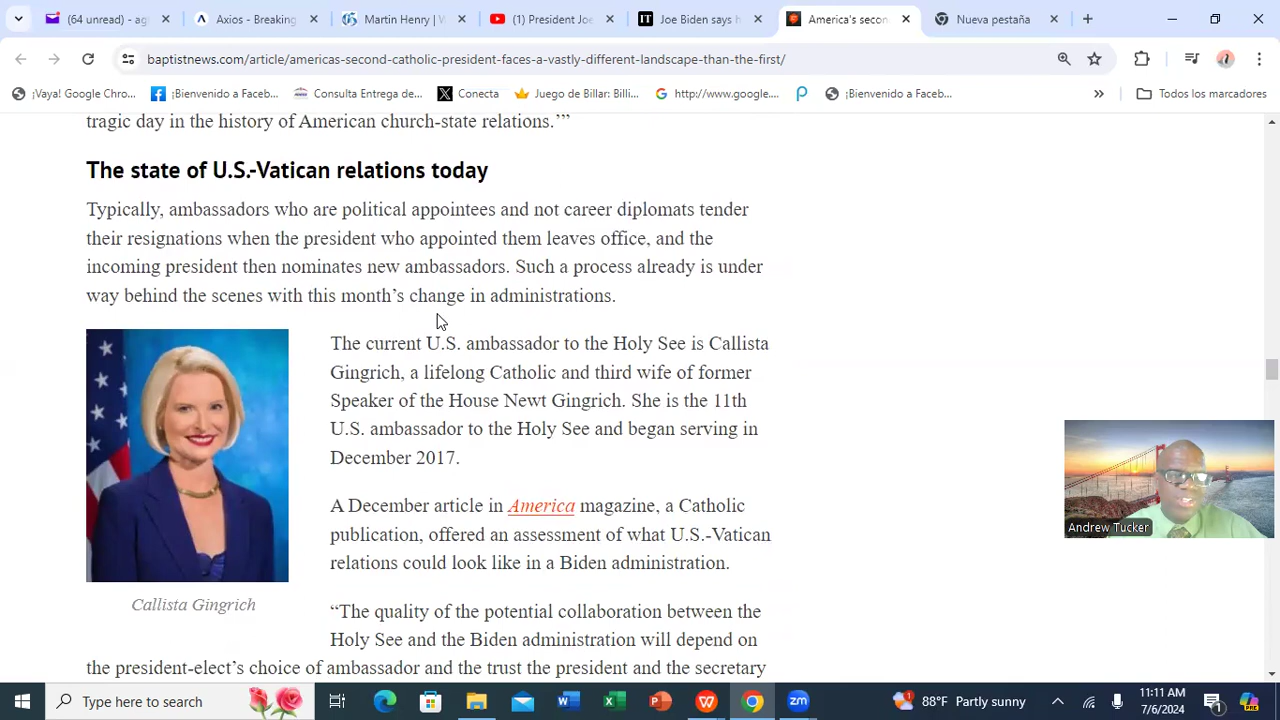 (64 unread) - ag
Axios - Breaking
Martin Henry | W
(1) President Joe
Joe Biden says h
America's secon
Nueva pestaña
baptistnews.com/article/americas-second-catholic-president-faces-a-vastly-different-landscape-than-the-first/
¡Vaya! Google Chro...
¡Bienvenido a Faceb...
Consulta Entrega de...
Conecta
Juego de Billar: Billi...
http://www.google....
¡Bienvenido a Faceb...
Todos los marcadores
tragic day in the history of American church-state relations.’”
The state of U.S.-Vatican relations today
Typically, ambassadors who are political appointees and not career diplomats tender
their resignations when the president who appointed them leaves office, and the
incoming president then nominates new ambassadors. Such a process already is under
way behind the scenes with this month’s change in administrations.
The current U.S. ambassador to the Holy See is Callista
Gingrich, a lifelong Catholic and third wife of former
Speaker of the House Newt Gingrich. She is the 11th
U.S. ambassador to the Holy See and began serving in
December 2017.
A December article in America magazine, a Catholic
publication, offered an assessment of what U.S.-Vatican
relations could look like in a Biden administration.
Callista Gingrich
“The quality of the potential collaboration between the
Holy See and the Biden administration will depend on
the president-elect’s choice of ambassador and the trust the president and the secretary
Andrew Tucker
Type here to search
88°F Partly sunny
11:11 AM
7/6/2024